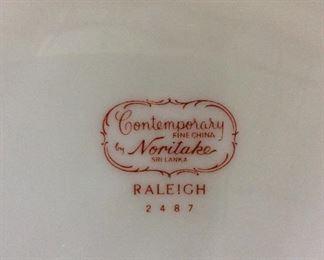 Contemporary
FINE CHINA
by Noritake
SRI LANKA
RALEIGH
2487